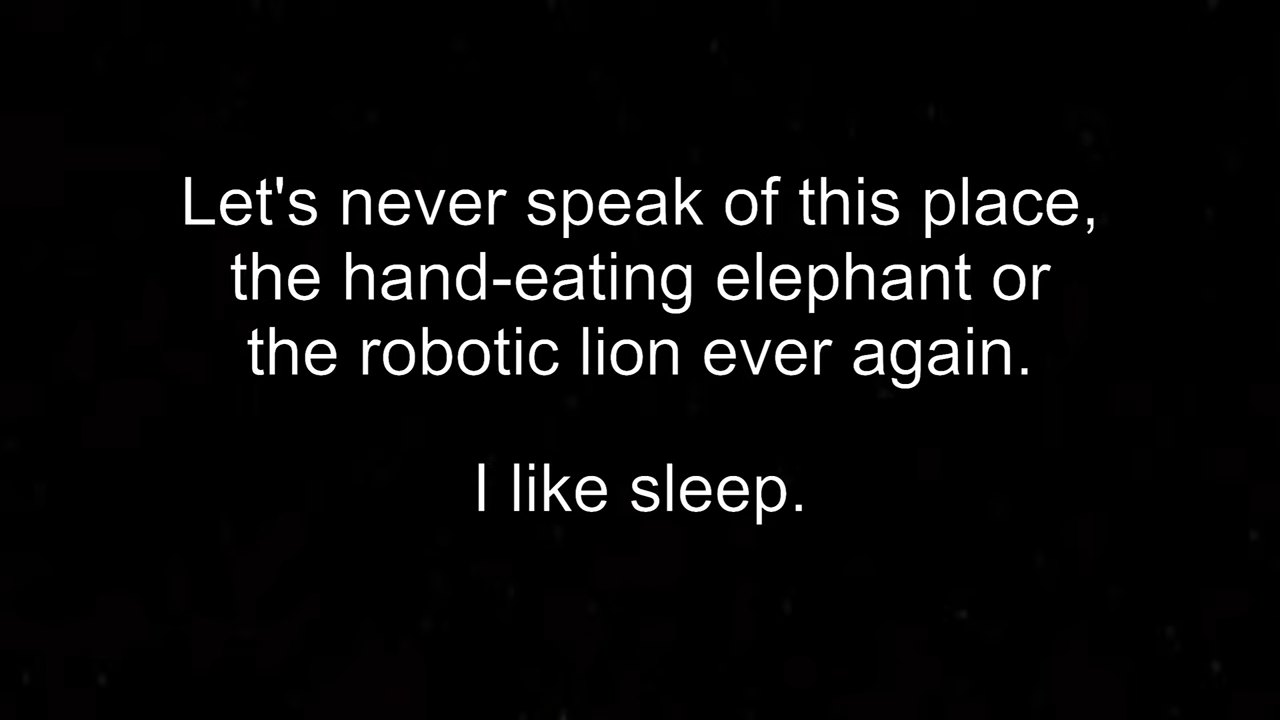 Let's never speak of this place,
the hand-eating elephant or
the robotic lion ever again.
I like sleep.